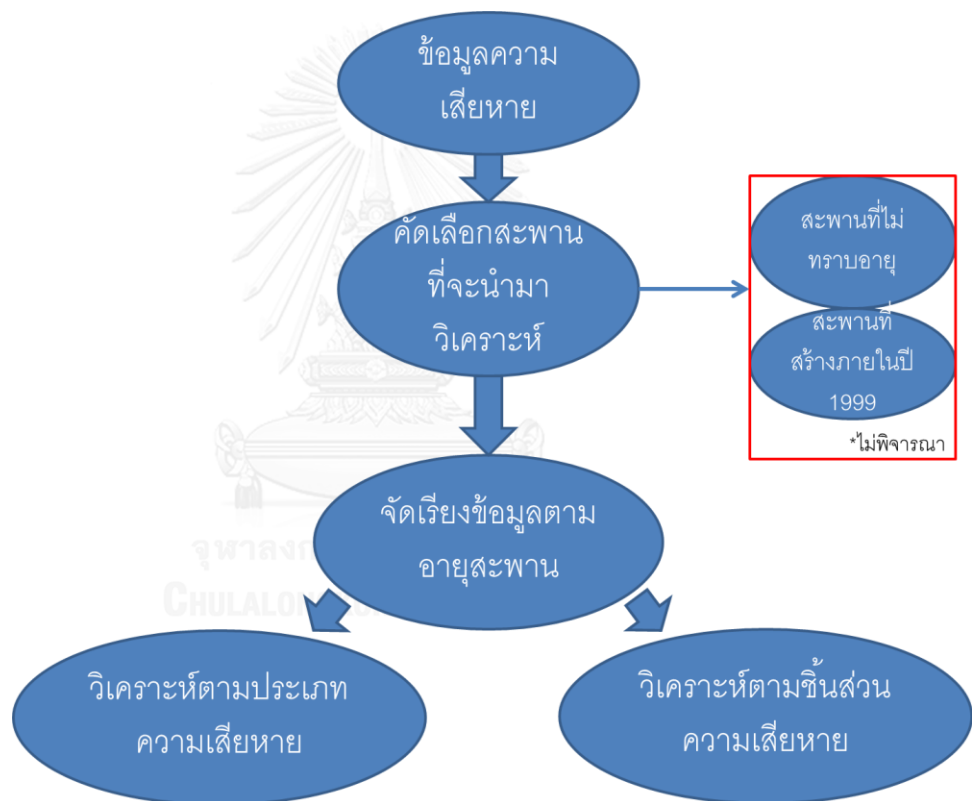 ข้อมูลความ
เสียหาย
คัดเลือกสะพาน
ที่จะนำมา
วิเคราะห์
สะพานที่ไม่
ทราบอายุ
สะพานที่
สร้างภายในปี
1999
*ไม่พิจารณา
จัดเรียงข้อมูลตาม
อายุสะพาน
จุฬาลงก
CHULALON
วิเคราะห์ตามประเภท
ความเสียหาย
วิเคราะห์ตามชิ้นส่วน
ความเสียหาย